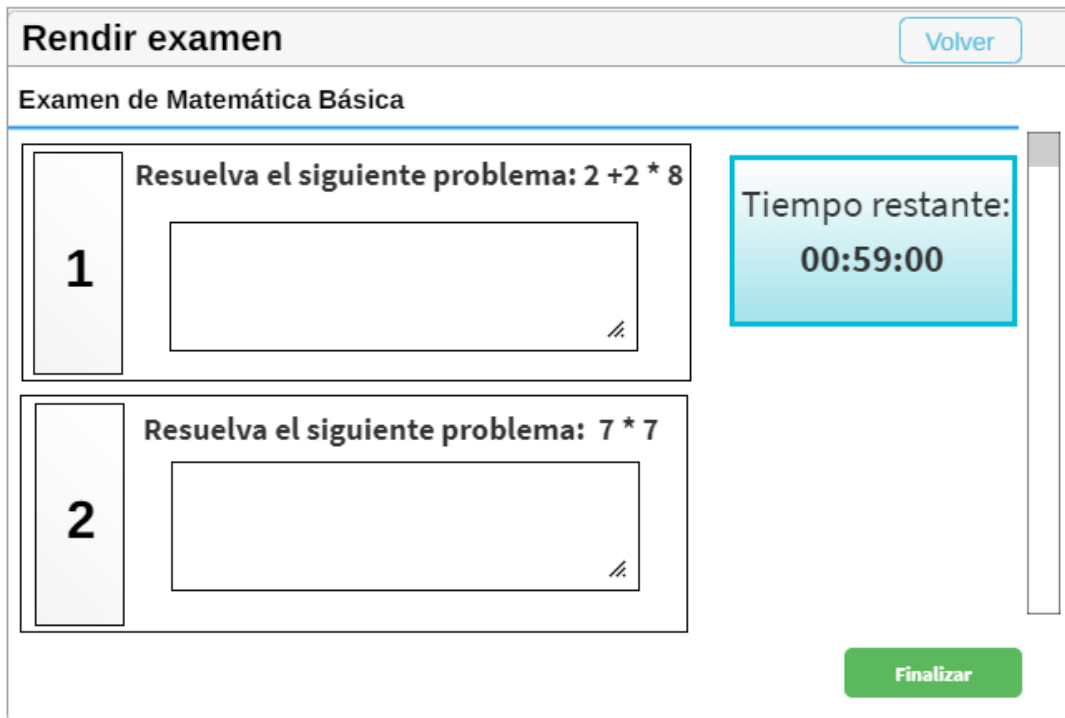 Rendir examen
Volver
Examen de Matemática Básica
1
Resuelva el siguiente problema: 2 +2 * 8
Tiempo restante:
00:59:00
2
Resuelva el siguiente problema: 7 * 7
Finalizar